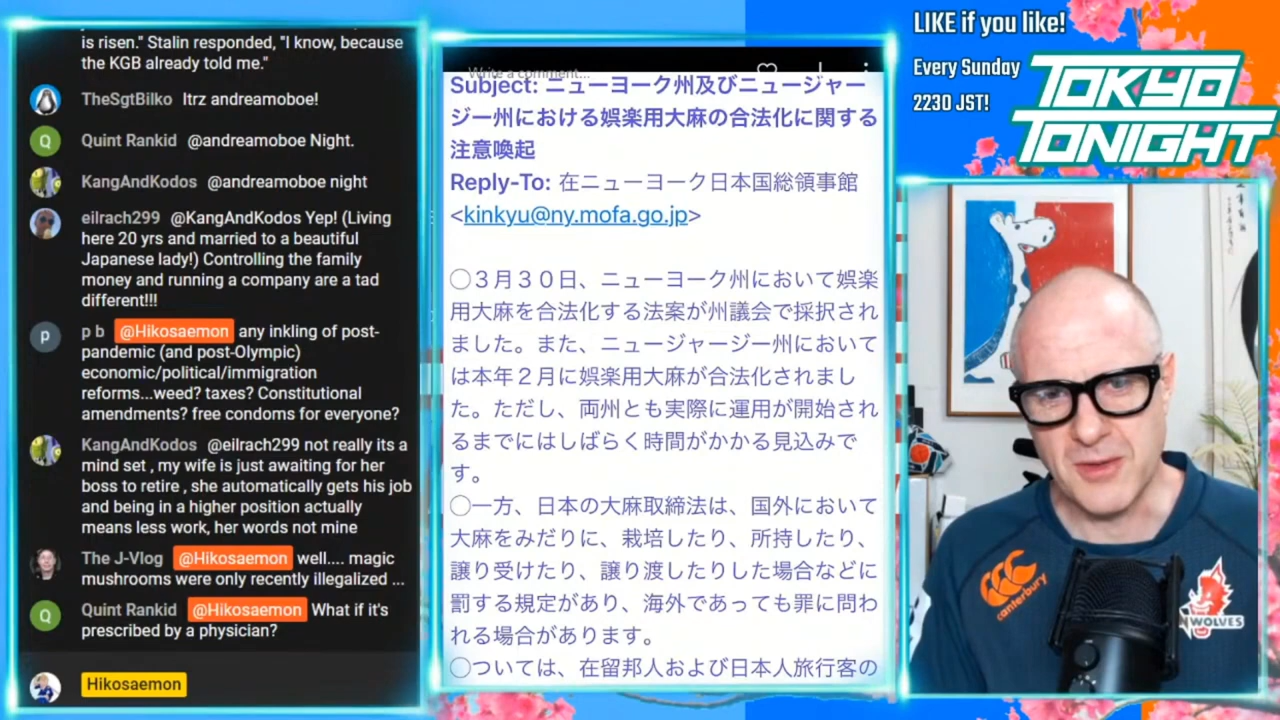 is risen." Stalin responded, "I know, because
the KGB already told me."
TheSgtBilko Itrz andreamoboe!
Q Quint Rankid @andreamoboe Night.
KangAndKodos @andreamoboe night
eilrach299 @KangAndKodos Yep! (Living
here 20 yrs and married to a beautiful
Japanese lady!) Controlling the family
money and running a company are a tad
different!!!
p p b @Hikosaemon any inkling of post-
pandemic (and post-Olympic)
economic/political/immigration
reforms...weed? taxes? Constitutional
amendments? free condoms for everyone?
KangAndKodos @eilrach299 not really its a
mind set , my wife is just awaiting for her
boss to retire , she automatically gets his job
and being in a higher position actually
means less work, her words not mine
The J-Vlog @Hikosaemon well.... magic
mushrooms were only recently illegalized ...
Q Quint Rankid @Hikosaemon What if it's
prescribed by a physician?
Hikosaemon
Write a comment...
Subject: ニューヨーク州及びニュージャー
ジー州における娯楽用大麻の合法化に関する
注意喚起
Reply-To: 在ニューヨーク日本国総領事館
<kinkyu@ny.mofa.go.jp>
○３月３０日、ニューヨーク州において娯楽
用大麻を合法化する法案が州議会で採択され
ました。また、ニュージャージー州において
は本年２月に娯楽用大麻が合法化されまし
た。ただし、両州とも実際に運用が開始され
るまでにはしばらく時間がかかる見込みで
す。
○一方、日本の大麻取締法は、国外において
大麻をみだりに、栽培したり、所持したり、
譲り受けたり、譲り渡したりした場合などに
罰する規定があり、海外であっても罪に問わ
れる場合があります。
○ついては、在留邦人および日本人旅行客の
LIKE if you like!
Every Sunday
2230 JST!
TOKYO
TONIGHT
canterbury
WOLVES